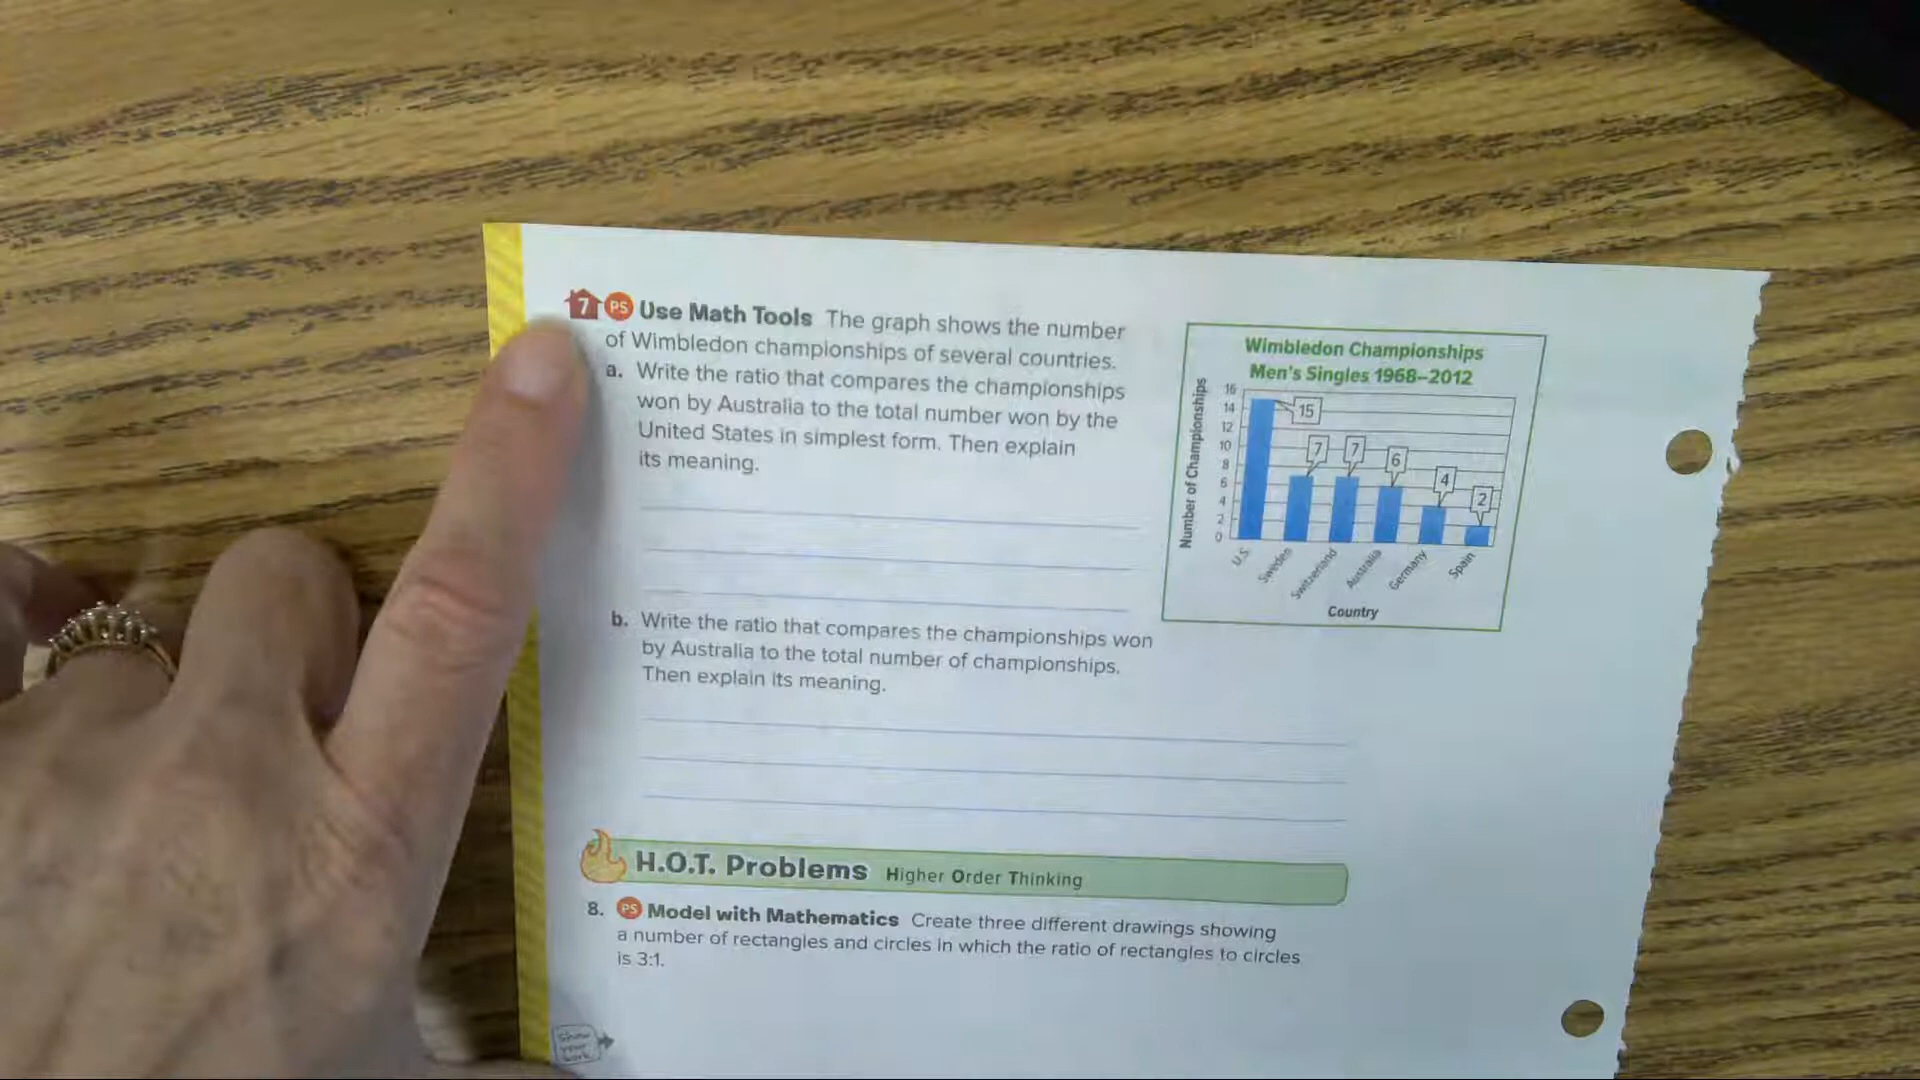 7 PS Use Math Tools The graph shows the number
of Wimbledon championships of several countries.
a. Write the ratio that compares the championships
won by Australia to the total number won by the
United States in simplest form. Then explain
its meaning.
Wimbledon Championships
Men's Singles 1968–2012
Number of Championships
16
14
12
10
8
6
4
2
0
15
7
7
6
4
2
U.S.
Sweden
Switzerland
Australia
Germany
Spain
Country
b. Write the ratio that compares the championships won
by Australia to the total number of championships.
Then explain its meaning.
H.O.T. Problems Higher Order Thinking
8. PS Model with Mathematics Create three different drawings showing
a number of rectangles and circles in which the ratio of rectangles to circles
is 3:1.
Show
your
work.